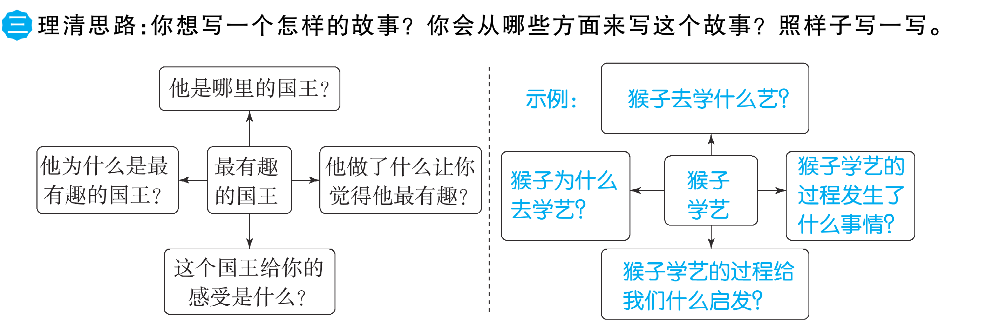 三 理清思路:你想写一个怎样的故事？你会从哪些方面来写这个故事？照样子写一写。
他是哪里的国王？
他为什么是最
有趣的国王？
最有趣
的国王
他做了什么让你
觉得他最有趣？
这个国王给你的
感受是什么？
示例：
猴子去学什么艺？
猴子为什么
去学艺？
猴子
学艺
猴子学艺的
过程发生了
什么事情？
猴子学艺的过程给
我们什么启发？